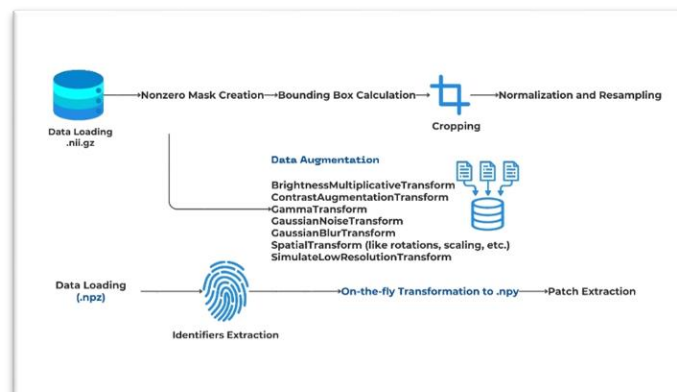 Nonzero Mask Creation
Bounding Box Calculation
Normalization and Resampling
Cropping
Data Loading
.nii.gz
Data Augmentation
BrightnessMultiplicativeTransform
ContrastAugmentationTransform
GammaTransform
GaussianNoiseTransform
GaussianBlurTransform
SpatialTransform (like rotations, scaling, etc.)
SimulateLowResolutionTransform
Data Loading
(.npz)
On-the-fly Transformation to .npy
Patch Extraction
Identifiers Extraction